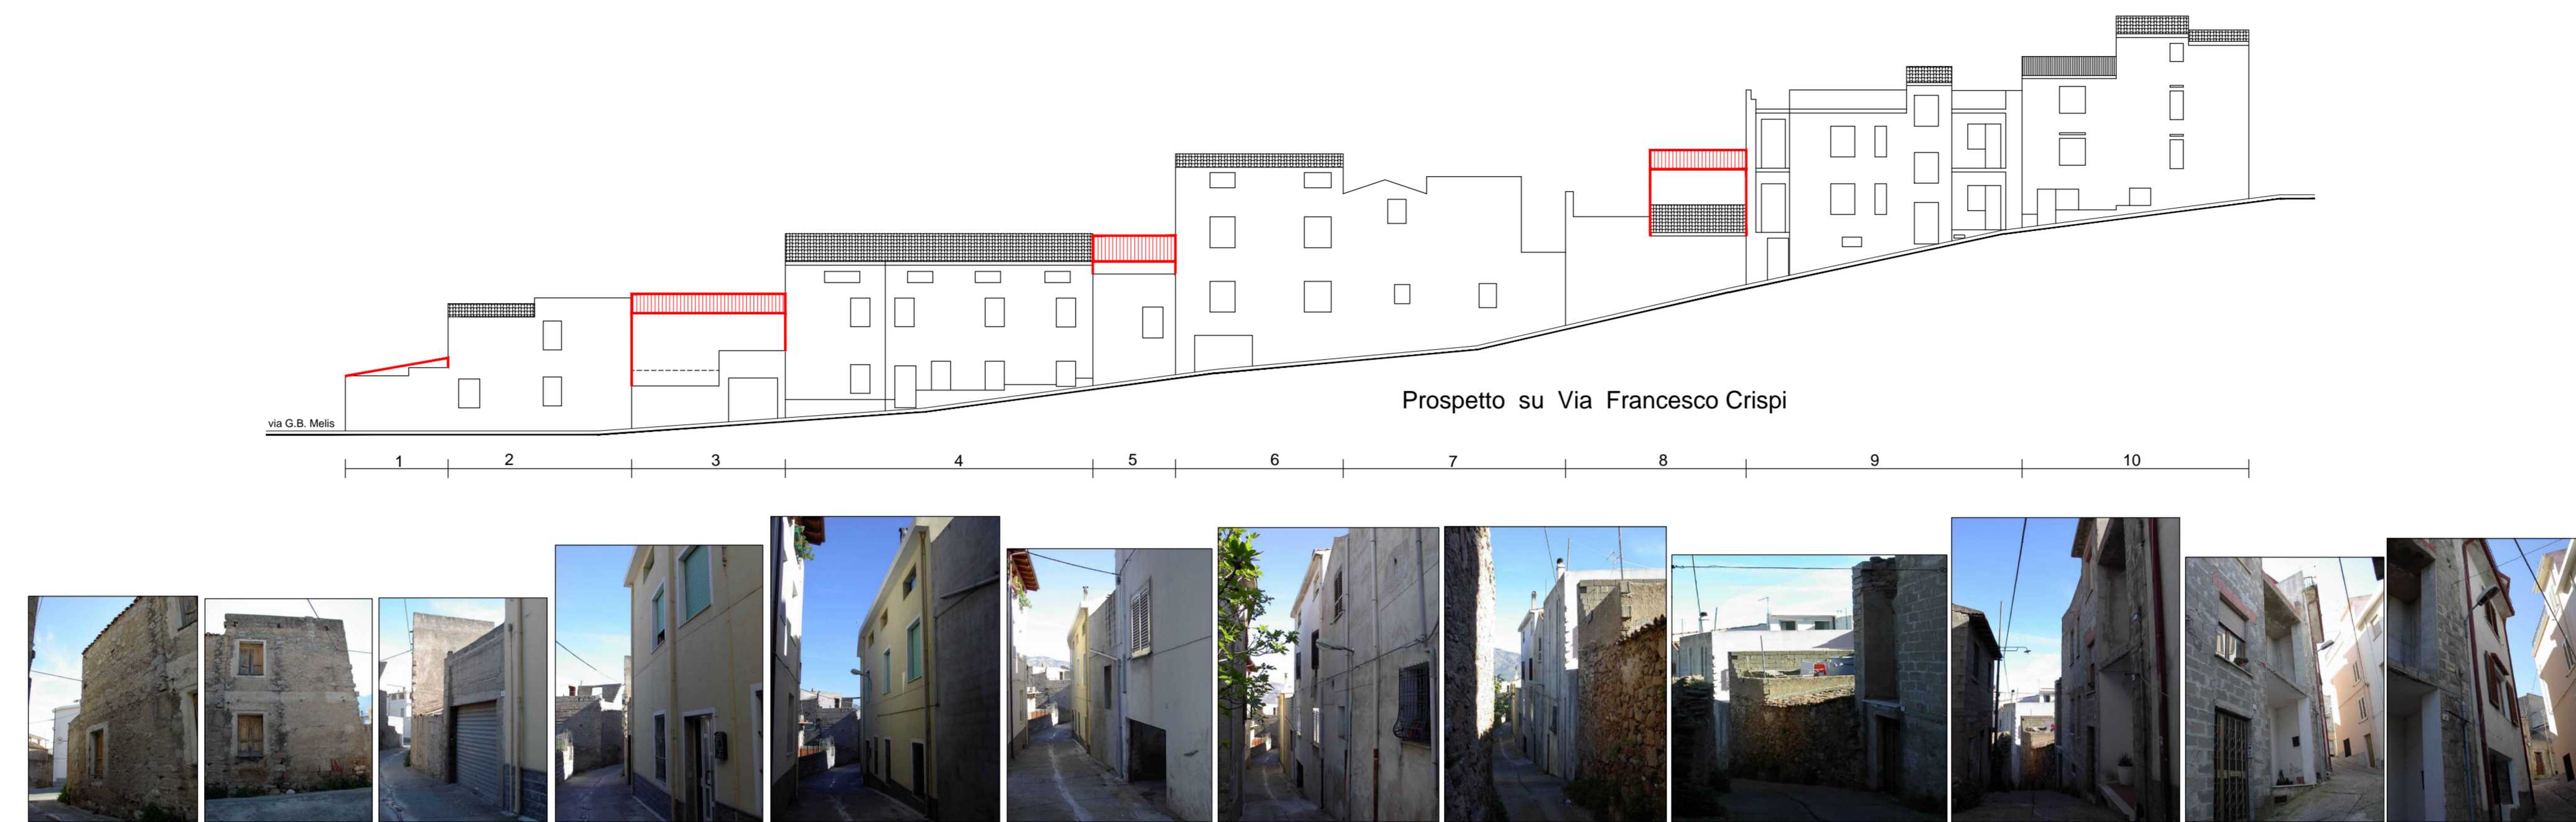 via G.B. Melis
Prospetto su Via Francesco Crispi
1 2 3 4 5 6 7 8 9 10